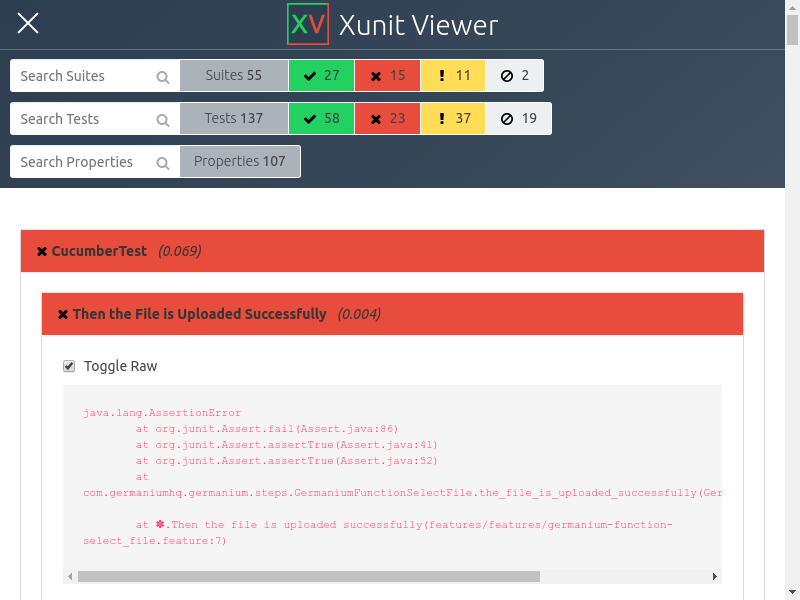 XV Xunit Viewer
Search Suites Suites 55 27 15 11 2
Search Tests Tests 137 58 23 37 19
Search Properties Properties 107
CucumberTest (0.069)
Then the File is Uploaded Successfully (0.004)
Toggle Raw
java.lang.AssertionError
at org.junit.Assert.fail(Assert.java:86)
at org.junit.Assert.assertTrue(Assert.java:41)
at org.junit.Assert.assertTrue(Assert.java:52)
at
com.germaniumhq.germanium.steps.GermaniumFunctionSelectFile.the_file_is_uploaded_successfully(Ger
at ✽.Then the file is uploaded successfully(features/features/germanium-function-
select_file.feature:7)